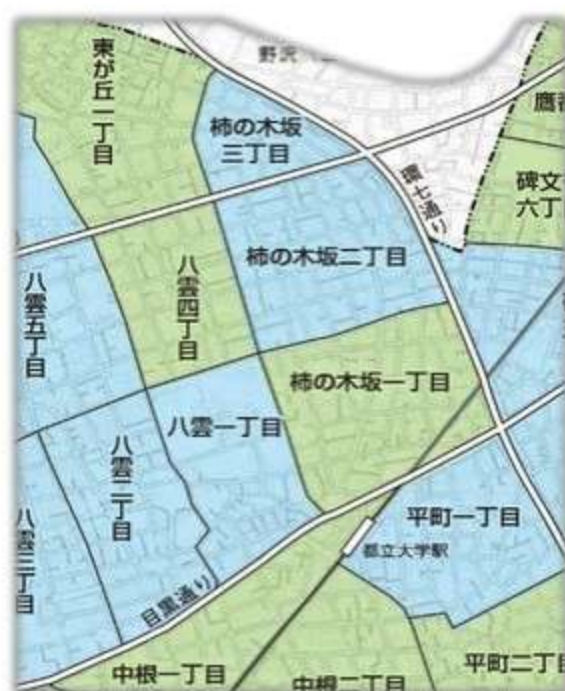 東が丘二丁目
野沢
柿の木坂
三丁目
鷹番
環七通り
碑文
六丁
柿の木坂二丁目
八雲四丁目
八雲五丁目
柿の木坂一丁目
八雲一丁目
八雲二丁目
八雲三丁目
平町一丁目
都立大学駅
目黒通り
中根一丁目
中根二丁目
平町二丁目